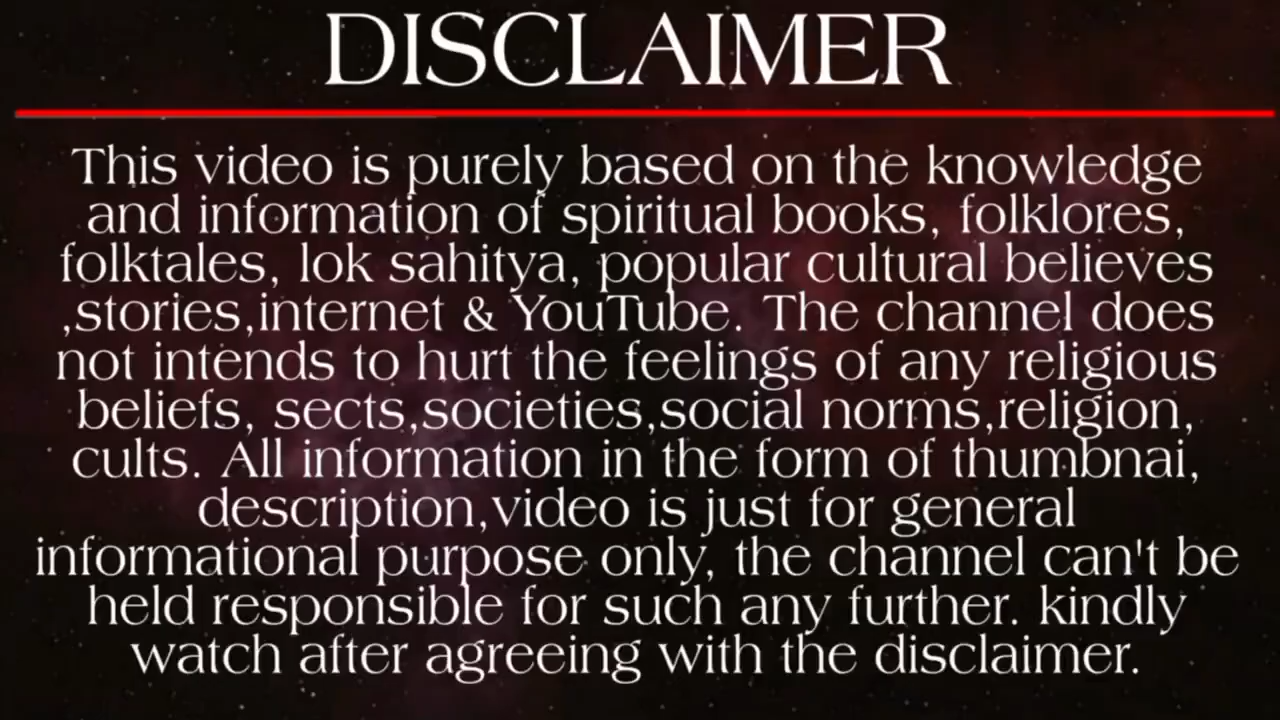 DISCLAIMER
This video is purely based on the knowledge
and information of spiritual books, folklores,
folktales, lok sahitya, popular cultural believes
,stories,internet & YouTube. The channel does
not intends to hurt the feelings of any religious
beliefs, sects,societies,social norms,religion,
cults. All information in the form of thumbnai,
description,video is just for general
informational purpose only, the channel can't be
held responsible for such any further. kindly
watch after agreeing with the disclaimer.